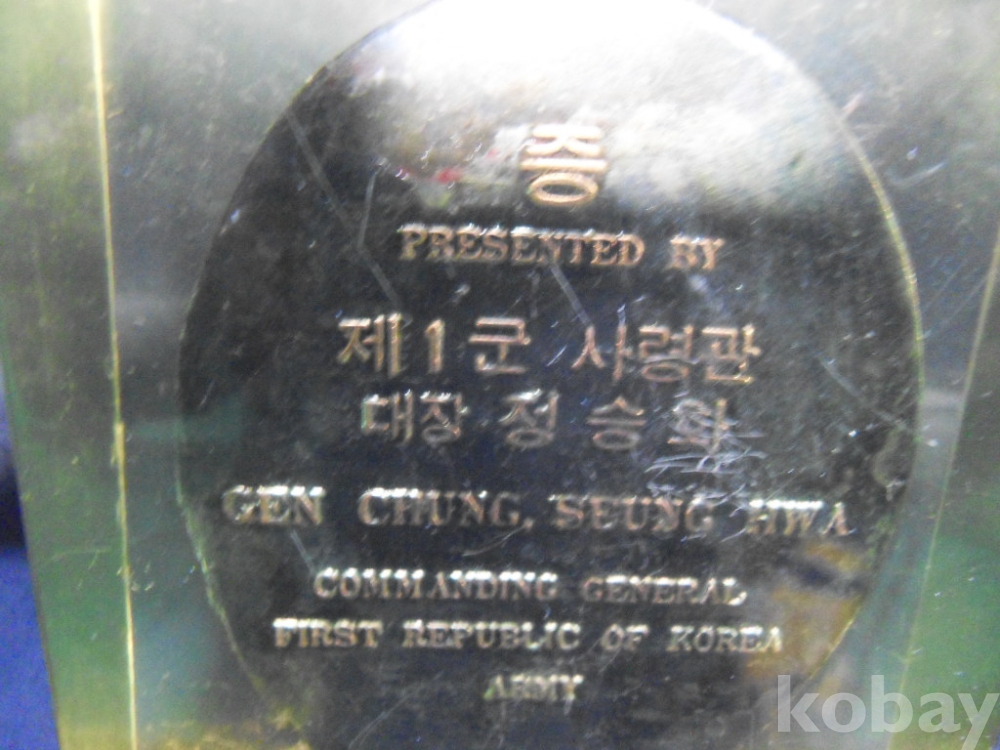 증
PRESENTED BY
제1군 사령관
대장 정승화
GEN CHUNG, SEUNG HWA
COMMANDING GENERAL
FIRST REPUBLIC OF KOREA
ARMY
kobay